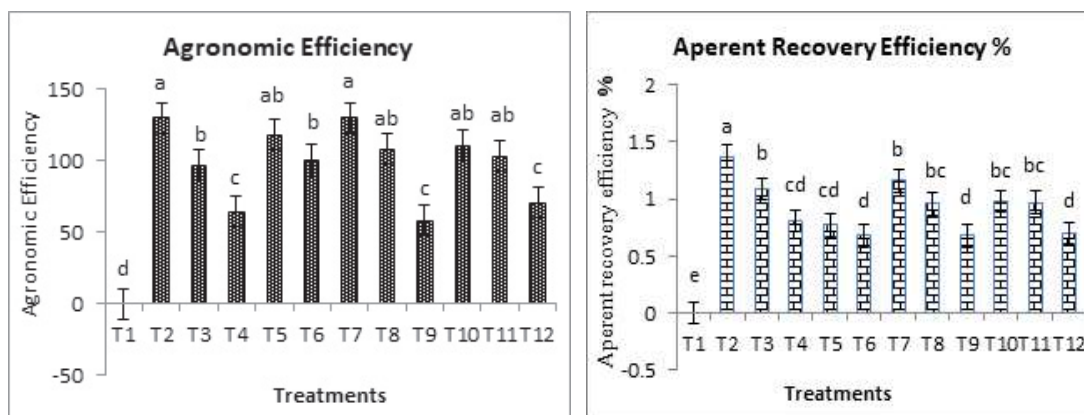 Agronomic Efficiency
Agronomic Efficiency
150
100
50
0
-50
d
a
b
c
ab
b
a
ab
c
ab
ab
c
T1 T2 T3 T4 T5 T6 T7 T8 T9 T10 T11 T12
Treatments
Aperent Recovery Efficiency %
Aperent recovery efficiency %
2
1.5
1
0.5
0
-0.5
e
a
b
cd
cd
d
b
bc
d
bc
bc
d
T1 T2 T3 T4 T5 T6 T7 T8 T9 T10 T11 T12
Treatments